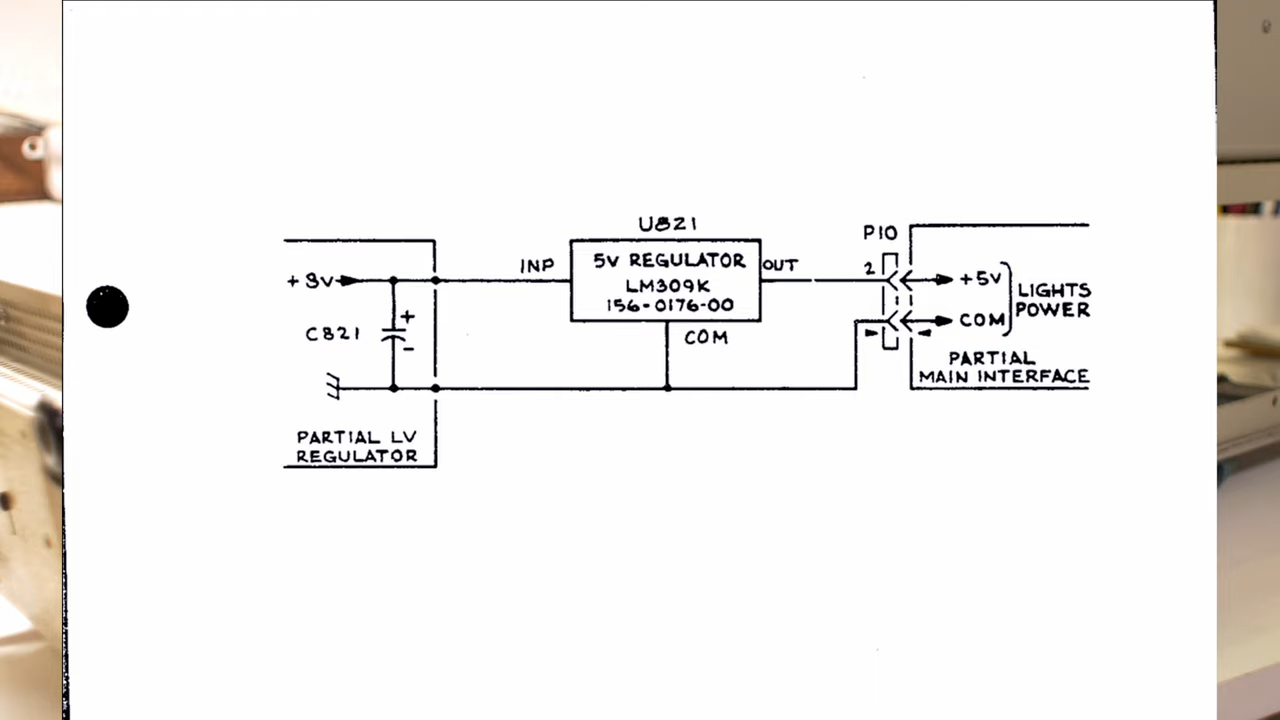 U821
P10
5V REGULATOR
LM309K
156-0176-00
INP
OUT
2
+8V
+5V
COM
LIGHTS
POWER
C821
+
-
COM
PARTIAL
MAIN INTERFACE
PARTIAL LV
REGULATOR